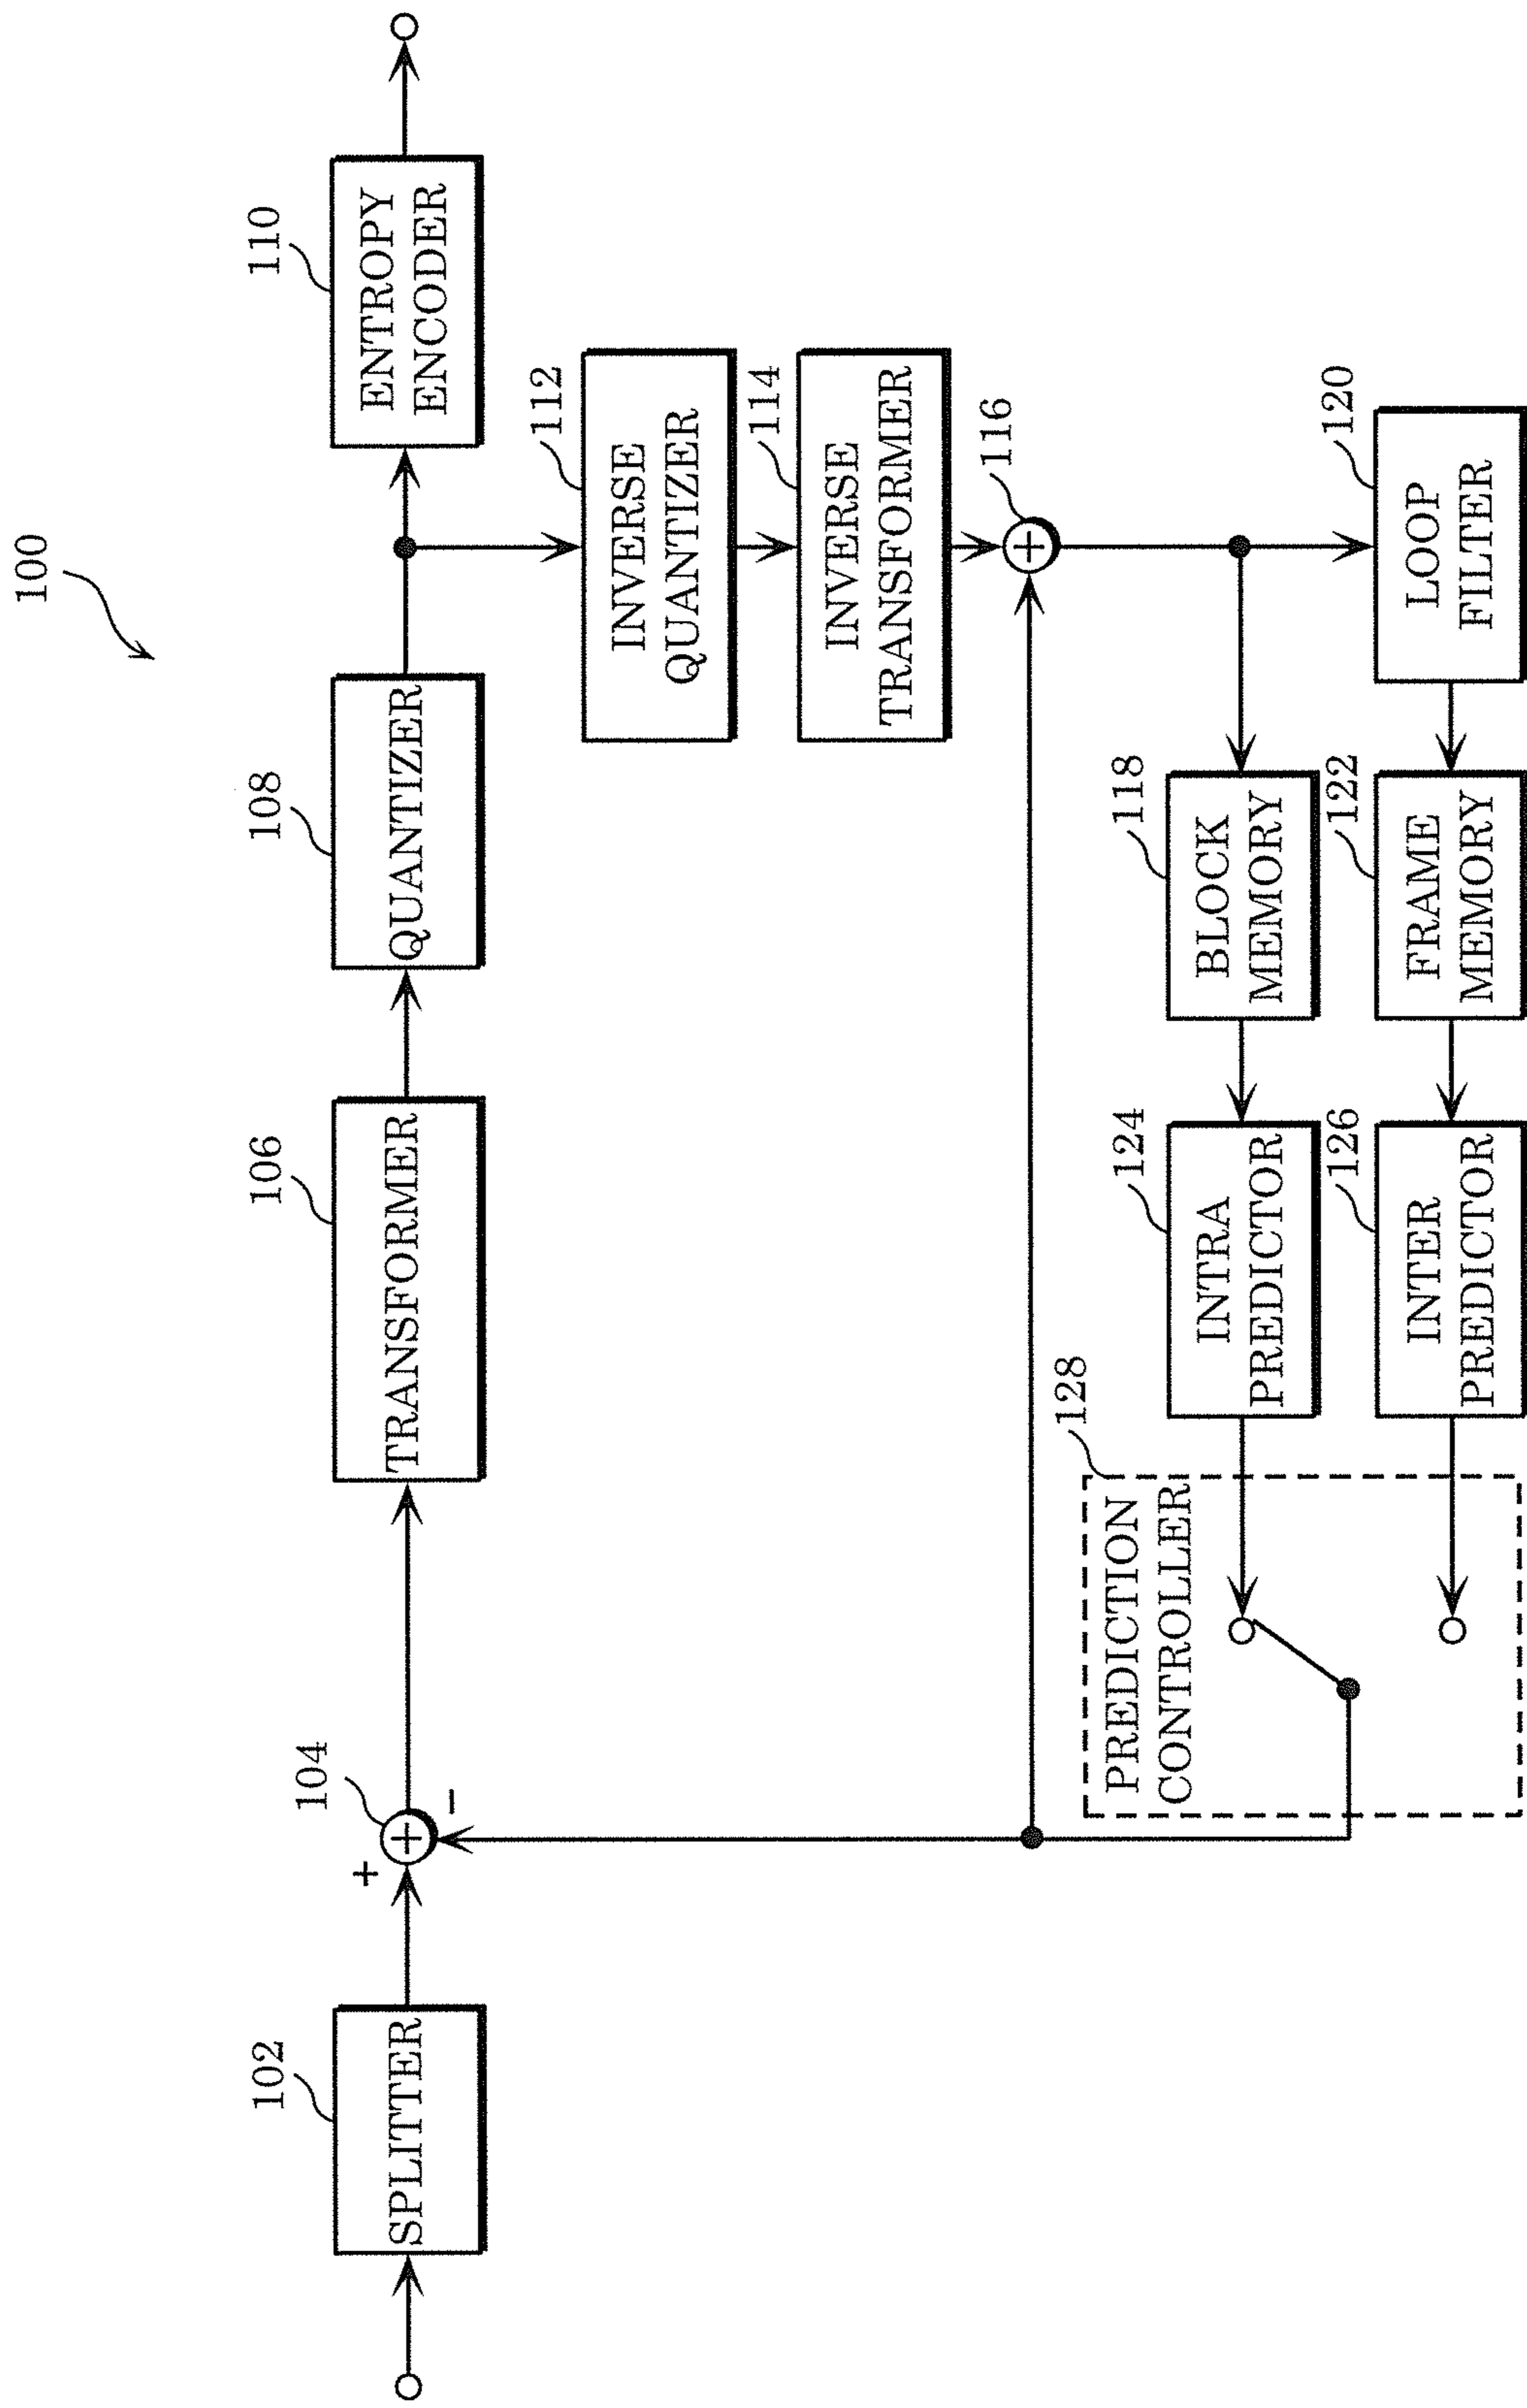 100
102
SPLITTER
104
+
−
106
TRANSFORMER
108
QUANTIZER
110
ENTROPY
ENCODER
112
INVERSE
QUANTIZER
114
INVERSE
TRANSFORMER
116
128
PREDICTION
CONTROLLER
124
INTRA
PREDICTOR
118
BLOCK
MEMORY
120
LOOP
FILTER
126
INTER
PREDICTOR
122
FRAME
MEMORY